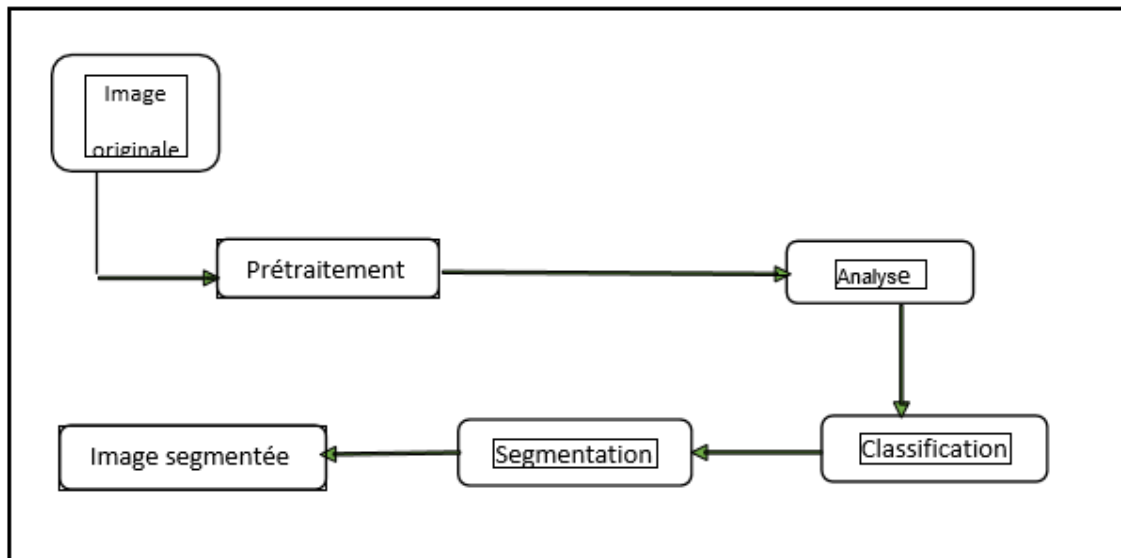 Image
originale
Prétraitement
Analyse
Classification
Segmentation
Image segmentée